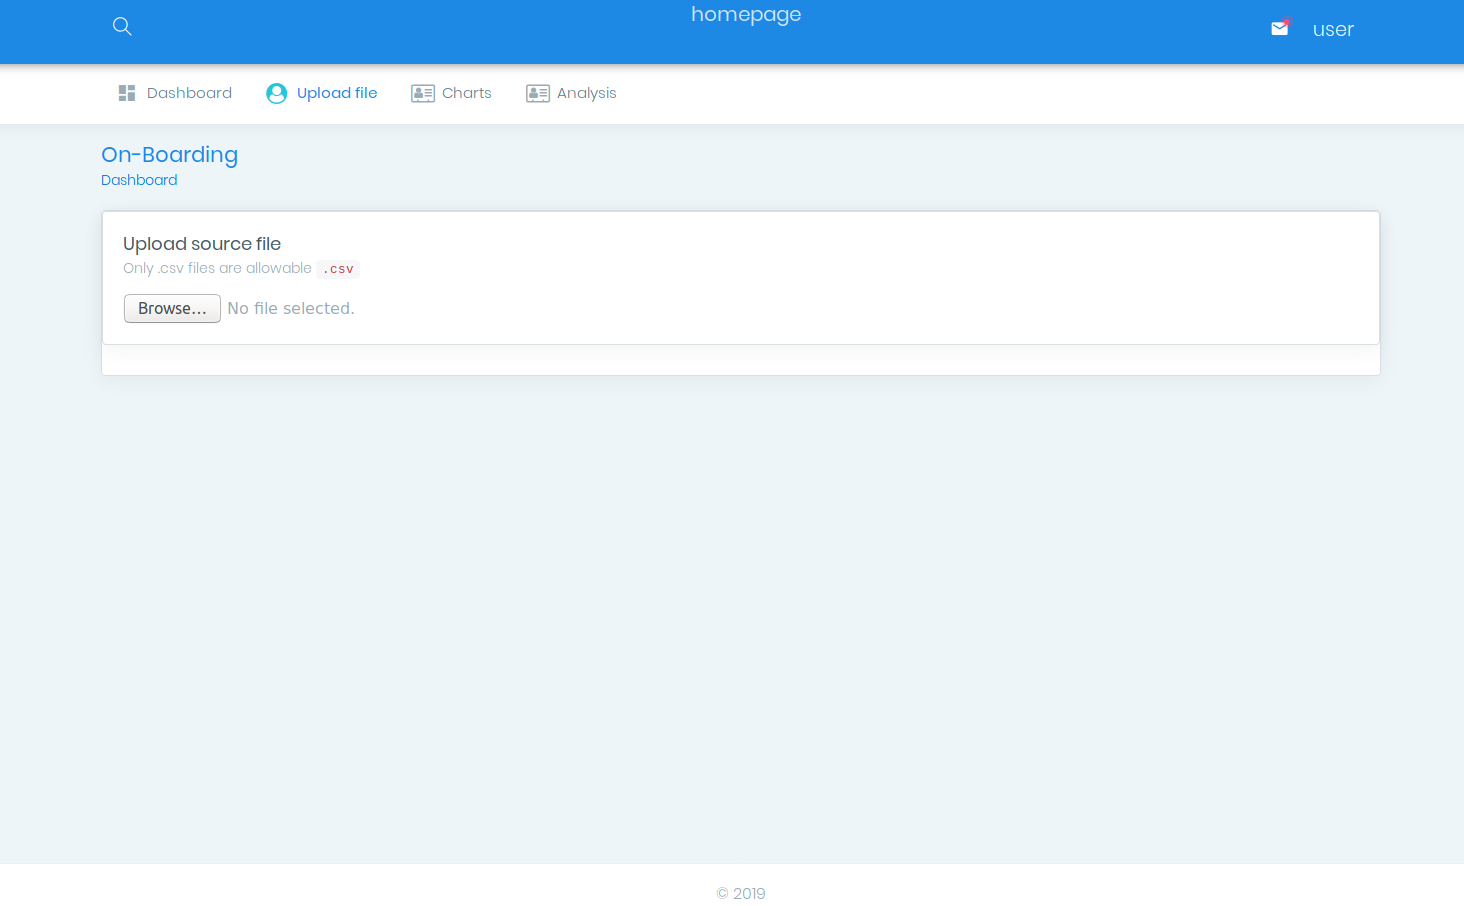 homepage
user
Dashboard Upload file Charts Analysis
On-Boarding
Dashboard
Upload source file
Only .csv files are allowable .csv
Browse... No file selected.
© 2019